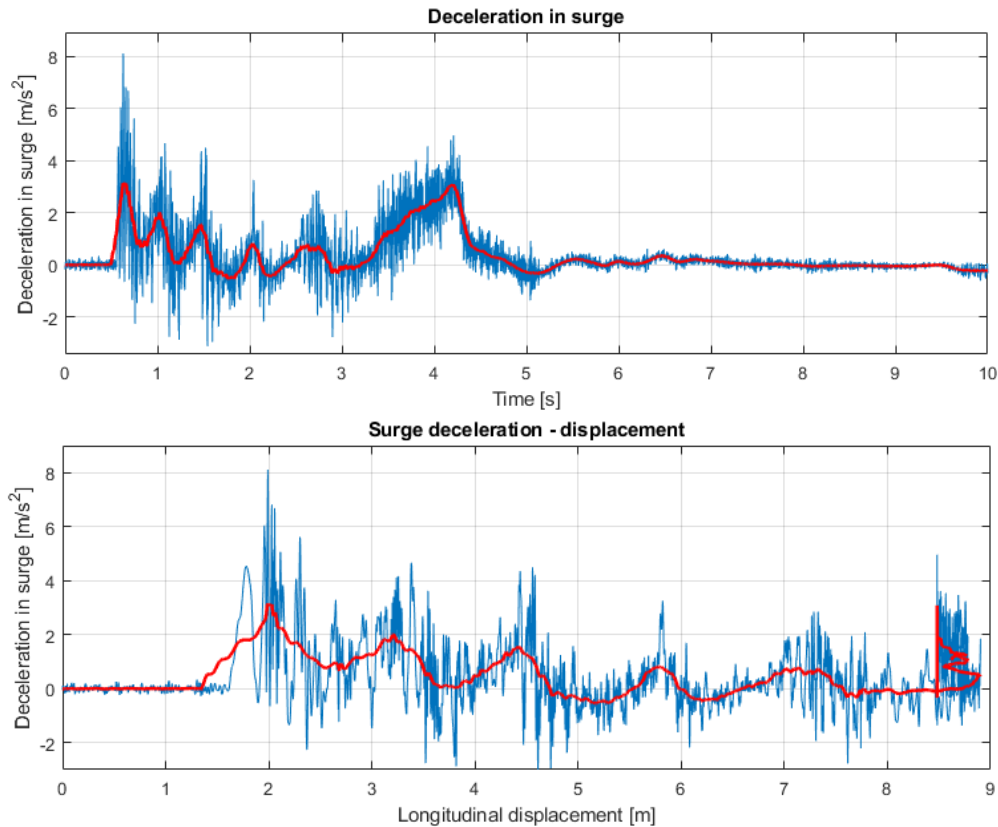 Deceleration in surge
Deceleration in surge [m/s²]
8
6
4
2
0
-2
0 1 2 3 4 5 6 7 8 9 10
Time [s]
Surge deceleration - displacement
Deceleration in surge [m/s²]
8
6
4
2
0
-2
0 1 2 3 4 5 6 7 8 9
Longitudinal displacement [m]